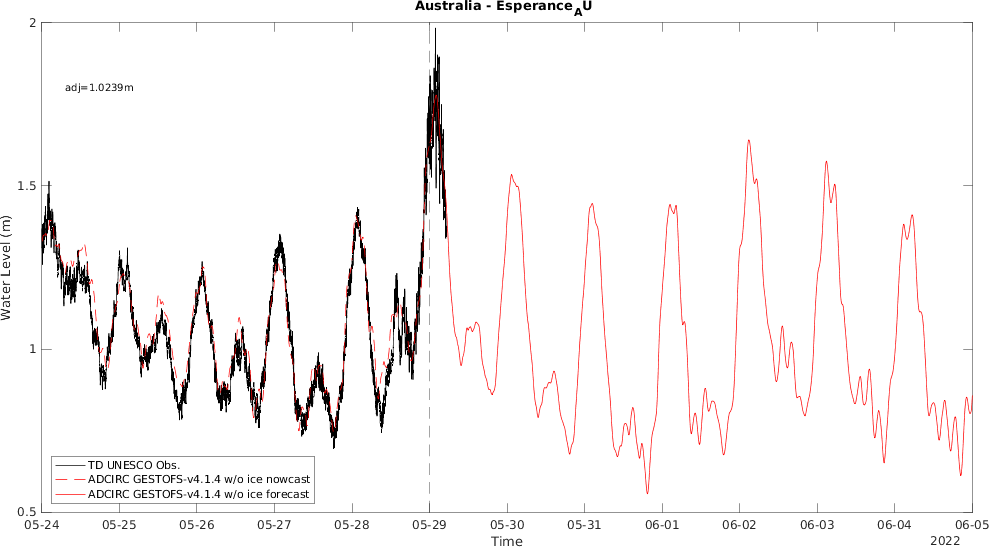 Australia - Esperance_AU
adj=1.0239m
Water Level (m)
2
1.5
1
0.5
TD UNESCO Obs.
ADCIRC GESTOFS-v4.1.4 w/o ice nowcast
ADCIRC GESTOFS-v4.1.4 w/o ice forecast
05-24 05-25 05-26 05-27 05-28 05-29 05-30 05-31 06-01 06-02 06-03 06-04 06-05
Time
2022